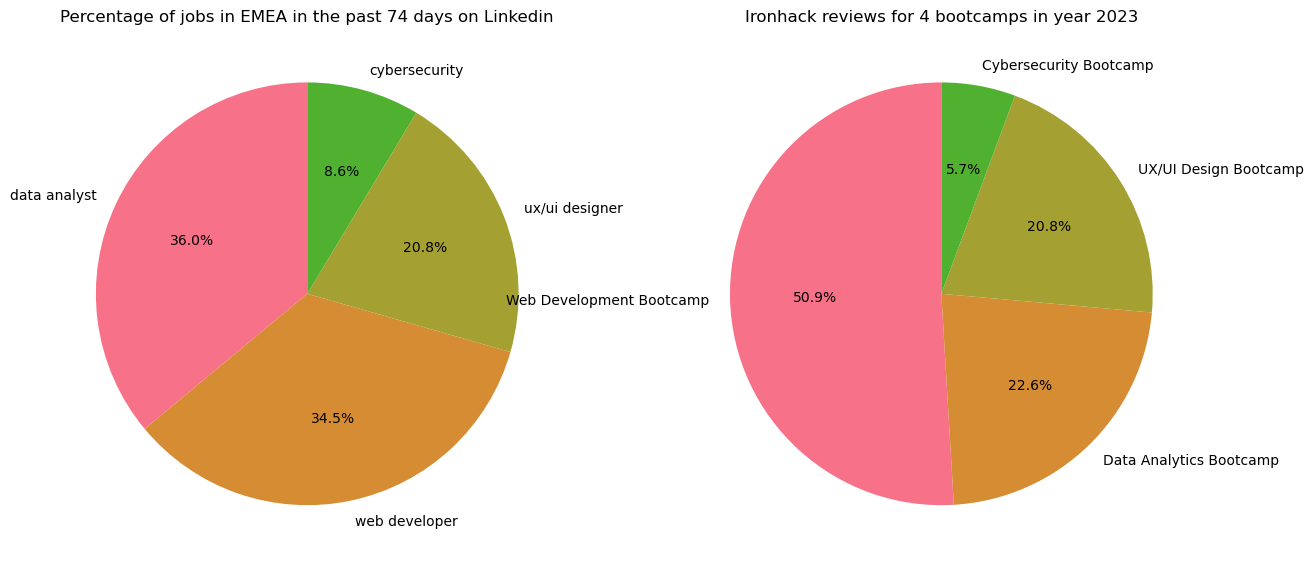 Percentage of jobs in EMEA in the past 74 days on Linkedin
cybersecurity
8.6%
data analyst
36.0%
ux/ui designer
20.8%
34.5%
web developer
Ironhack reviews for 4 bootcamps in year 2023
Cybersecurity Bootcamp
5.7%
UX/UI Design Bootcamp
20.8%
Web Development Bootcamp
50.9%
22.6%
Data Analytics Bootcamp